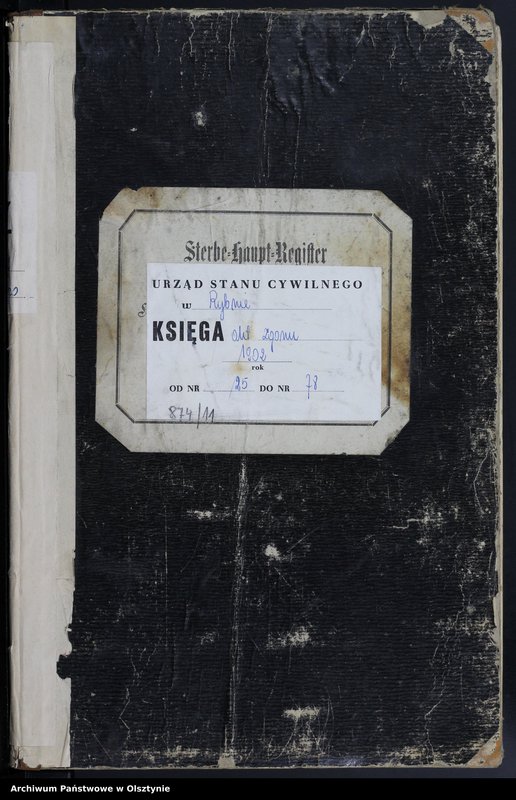 Sterbe-Haupt-Register
URZĄD STANU CYWILNEGO
w Rybnie
KSIĘGA akt zgonu
1902
rok
OD NR 25 DO NR 78
874/11
Archiwum Państwowe w Olsztynie